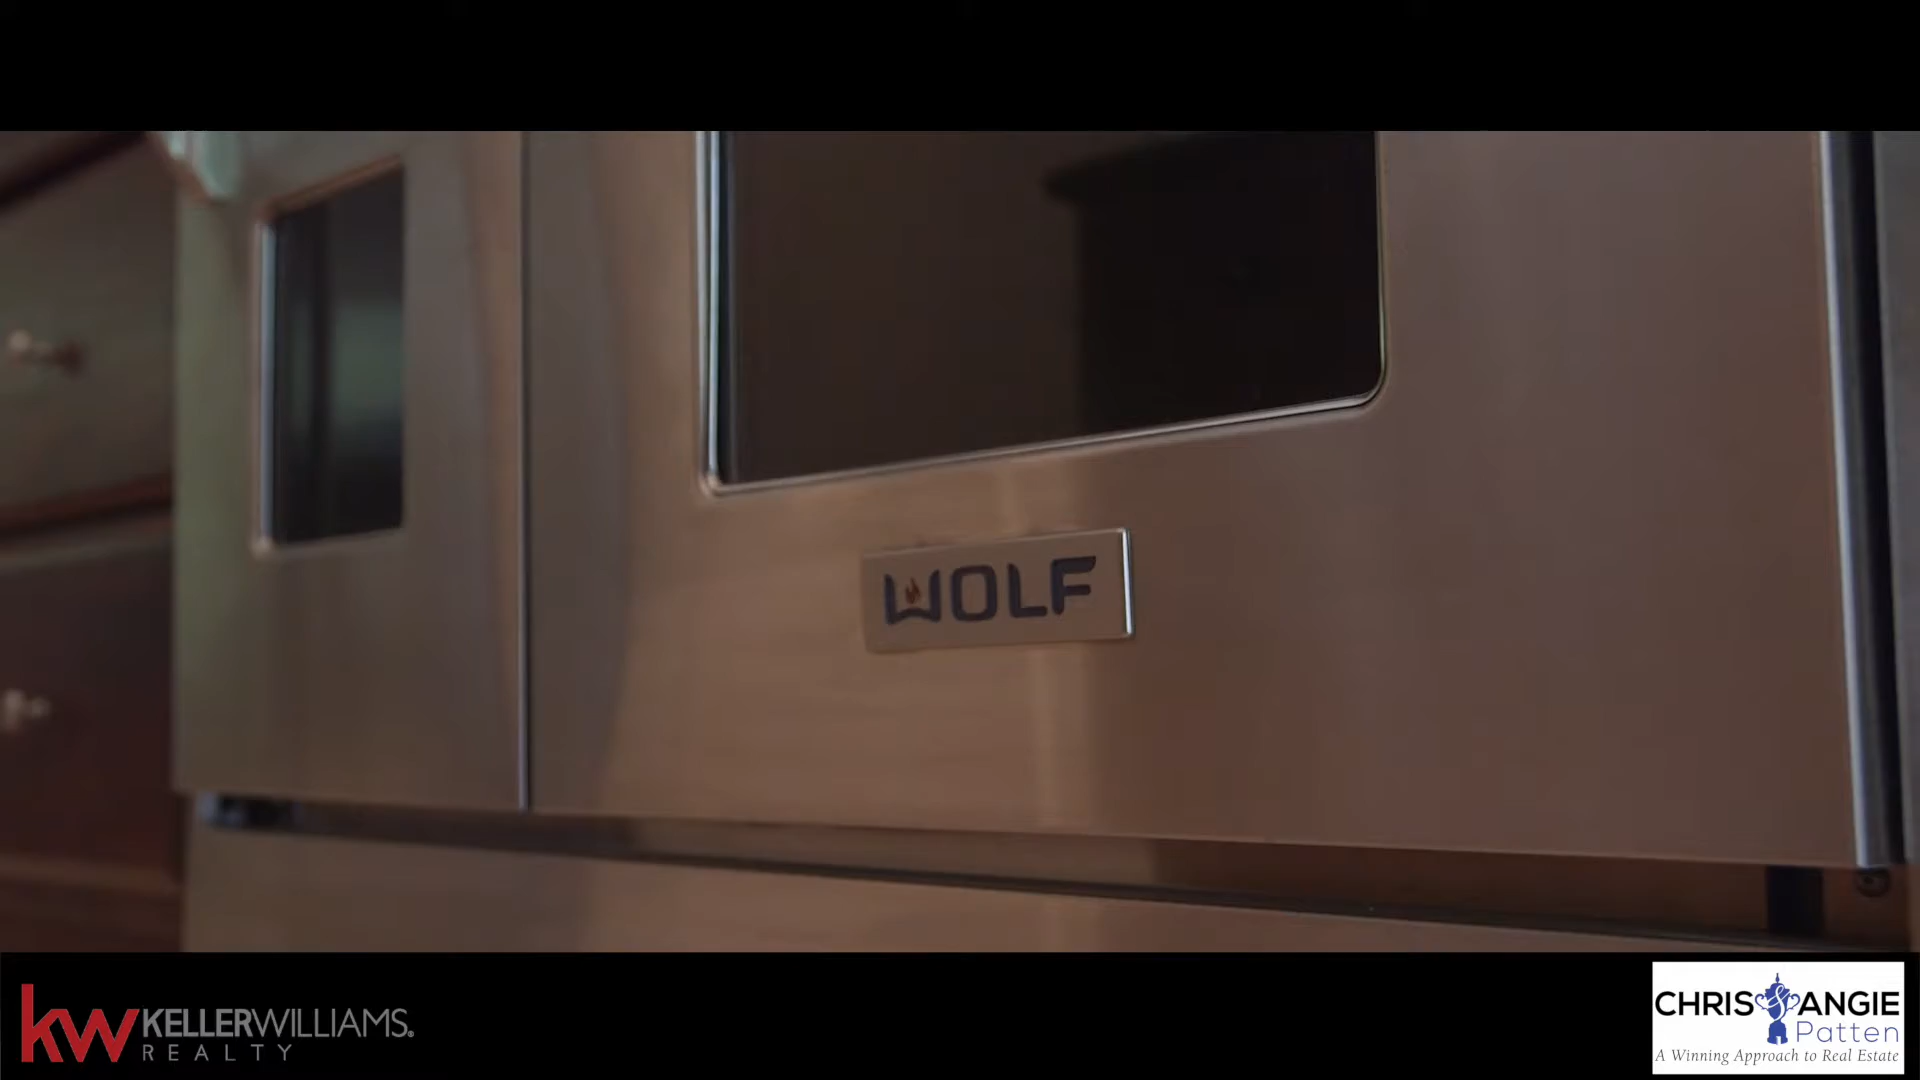 WOLF
kw KELLERWILLIAMS.
REALTY
CHRIS & ANGIE
Patten
A Winning Approach to Real Estate